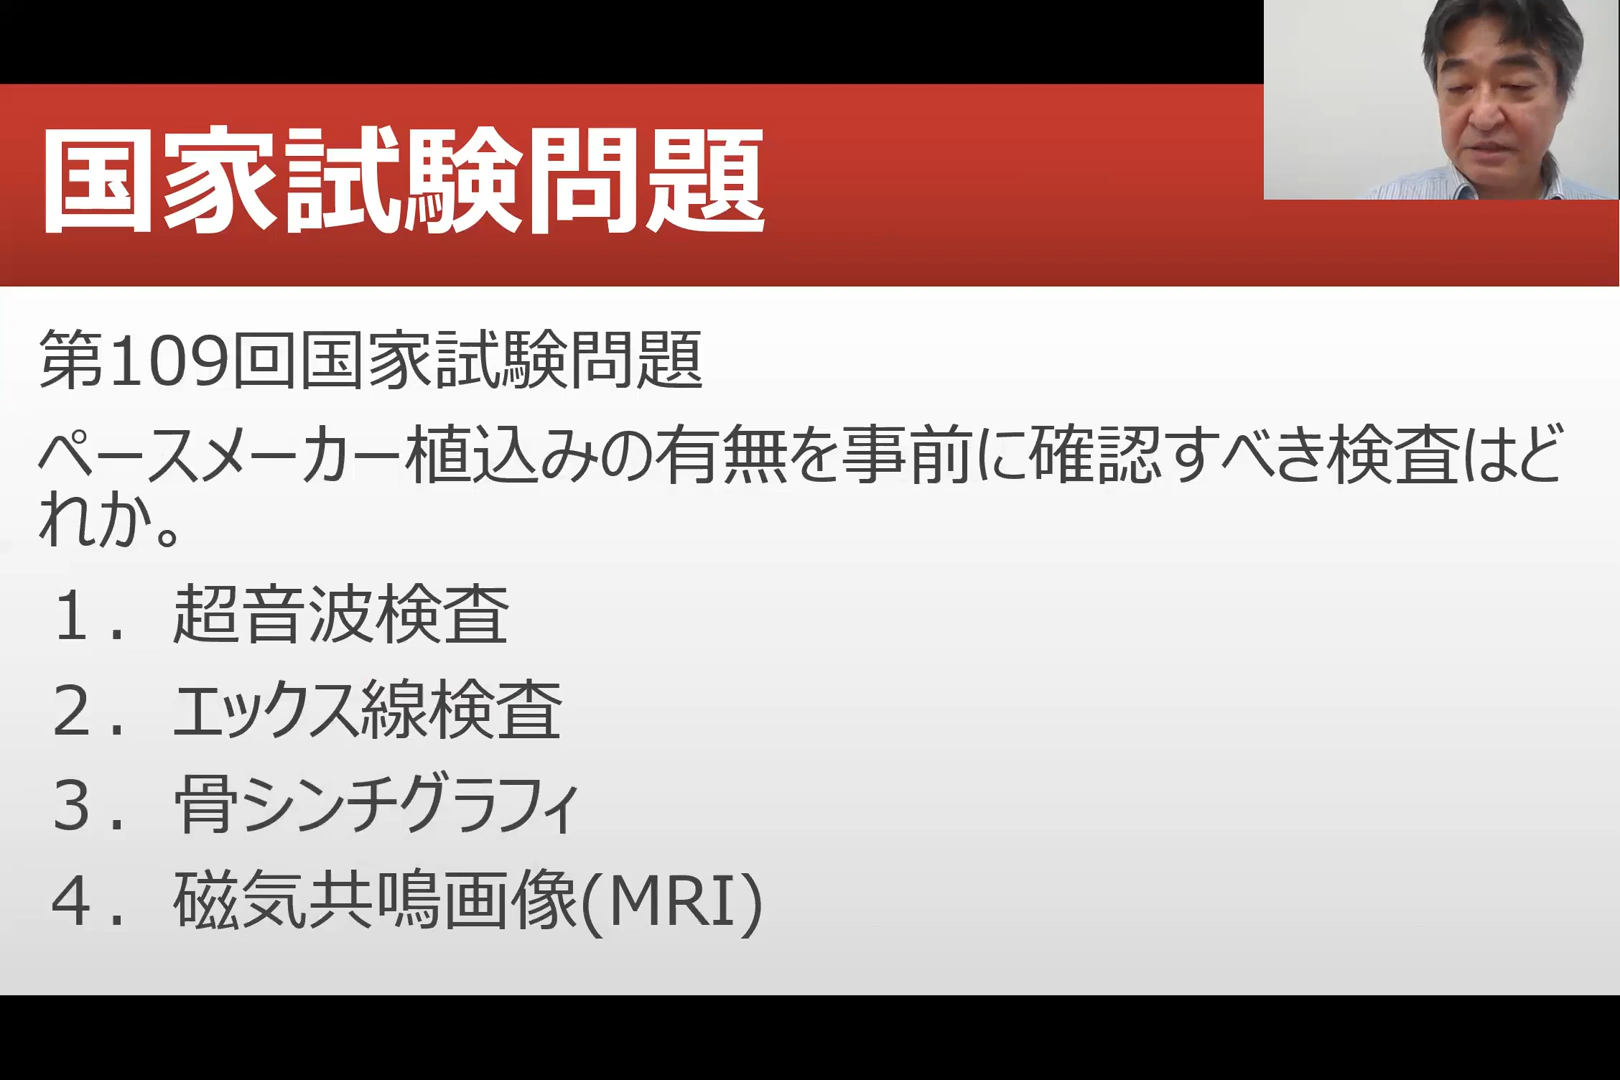 国家試験問題
第109回国家試験問題
ペースメーカー植込みの有無を事前に確認すべき検査はど
れか。
１．超音波検査
２．エックス線検査
３．骨シンチグラフィ
４．磁気共鳴画像(MRI)